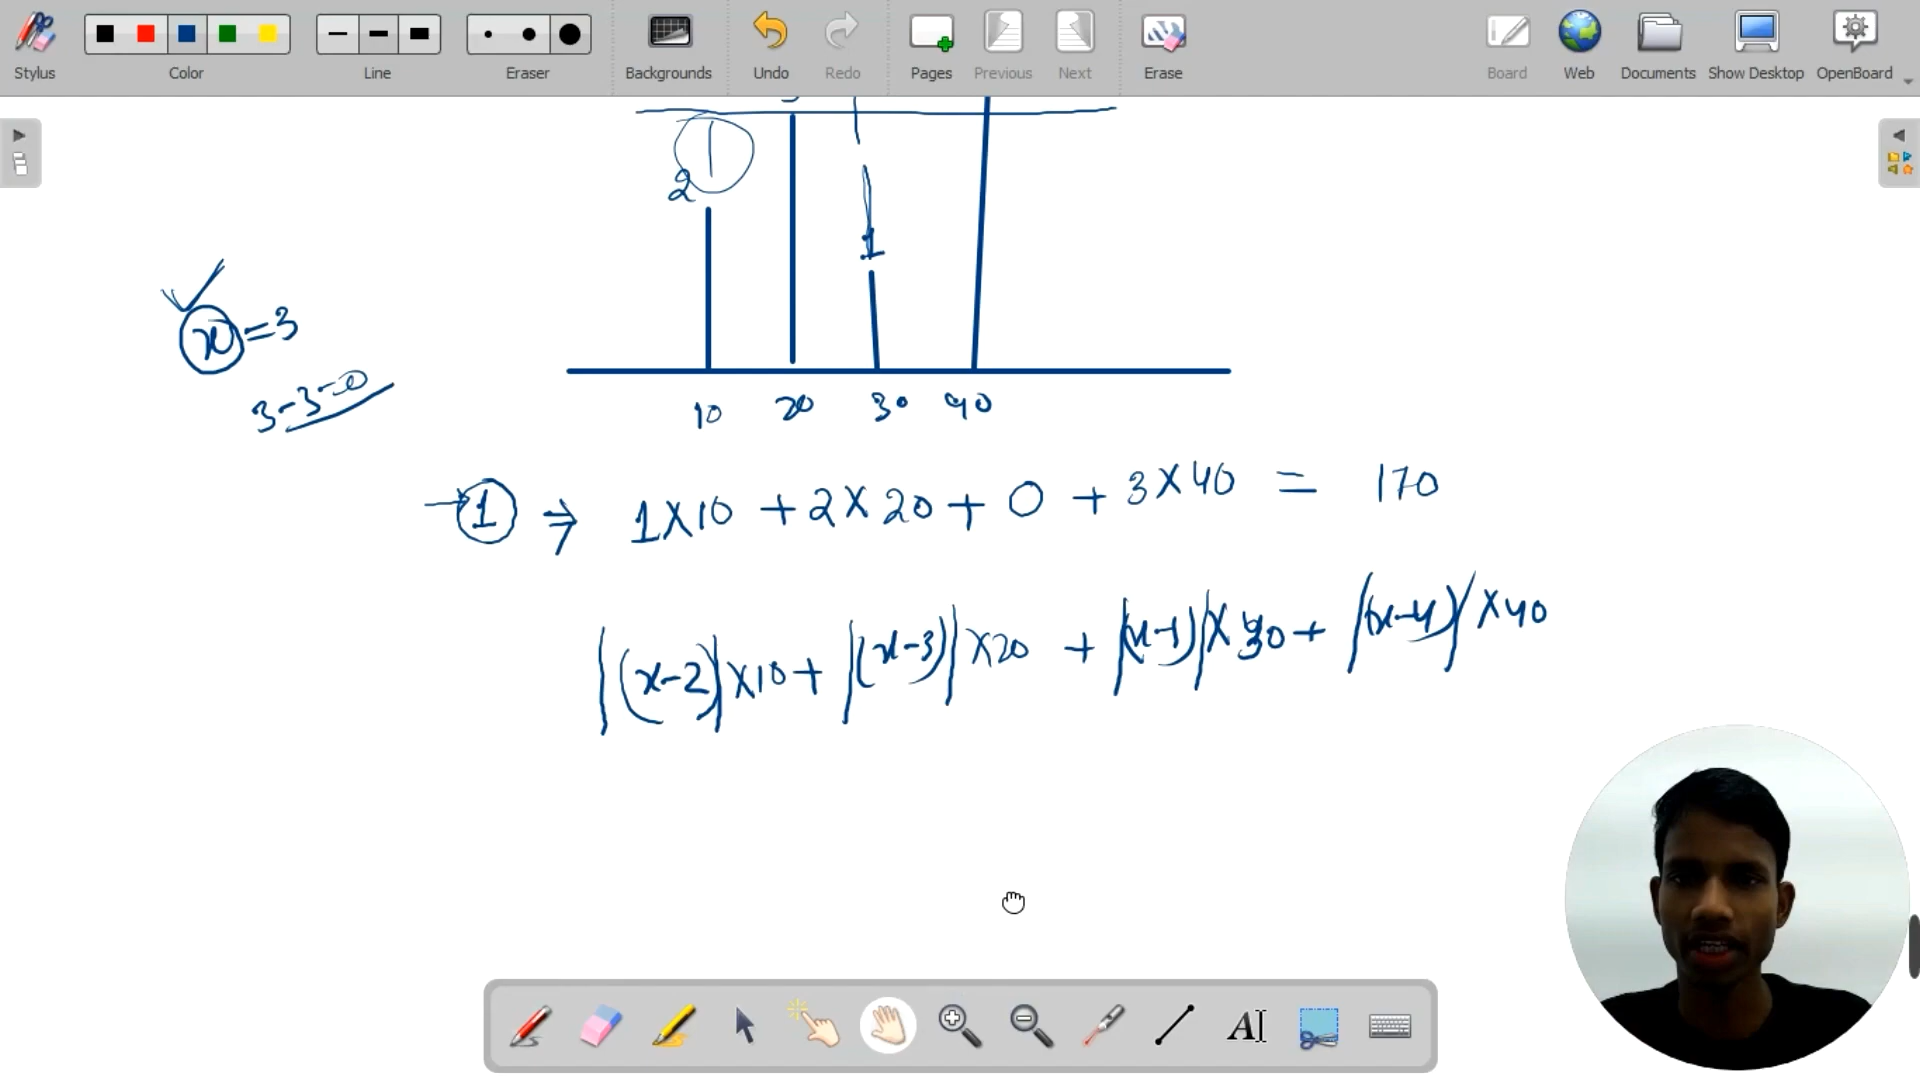 Stylus Color Line Eraser Backgrounds Undo Redo Pages Previous Next Erase Board Web Documents Show Desktop OpenBoard
1
2
1
x=3
3-3=0
10 20 30 40
1 ⇒ 1X10 + 2X20 + 0 + 3X40 = 170
|(x-2)|X10 + |(x-3)|X20 + |(x-1)|X30 + |(x-4)|X40